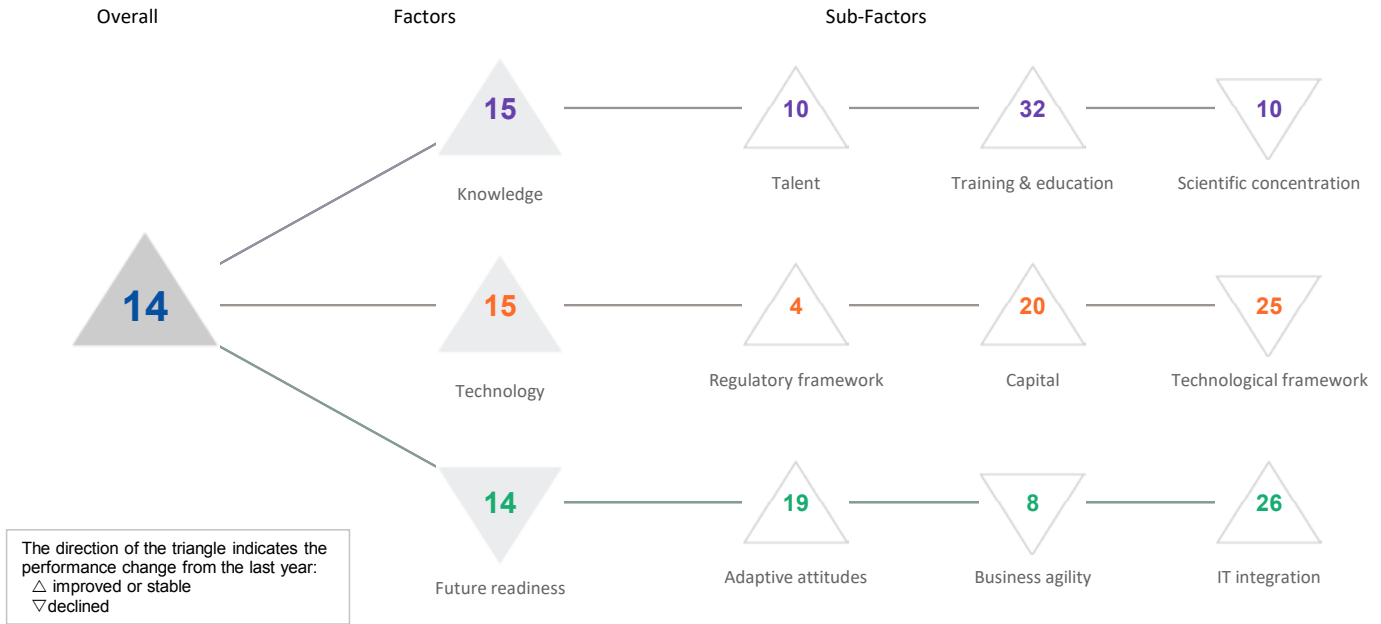 Overall
Factors
Sub-Factors
15
10
32
10
Knowledge
Talent
Training & education
Scientific concentration
14
15
4
20
25
Technology
Regulatory framework
Capital
Technological framework
14
19
8
26
Future readiness
Adaptive attitudes
Business agility
IT integration
The direction of the triangle indicates the
performance change from the last year:
△ improved or stable
▽declined